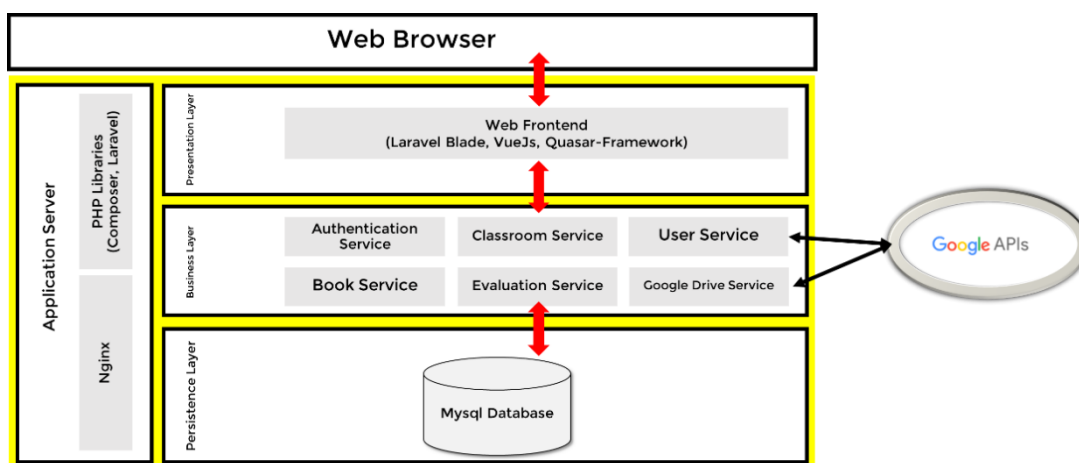 Web Browser
Application Server
PHP Libraries
(Composer, Laravel)
Nginx
Presentation Layer
Web Frontend
(Laravel Blade, VueJs, Quasar-Framework)
Business Layer
Authentication
Service
Classroom Service
User Service
Book Service
Evaluation Service
Google Drive Service
Google APIs
Persistence Layer
Mysql Database